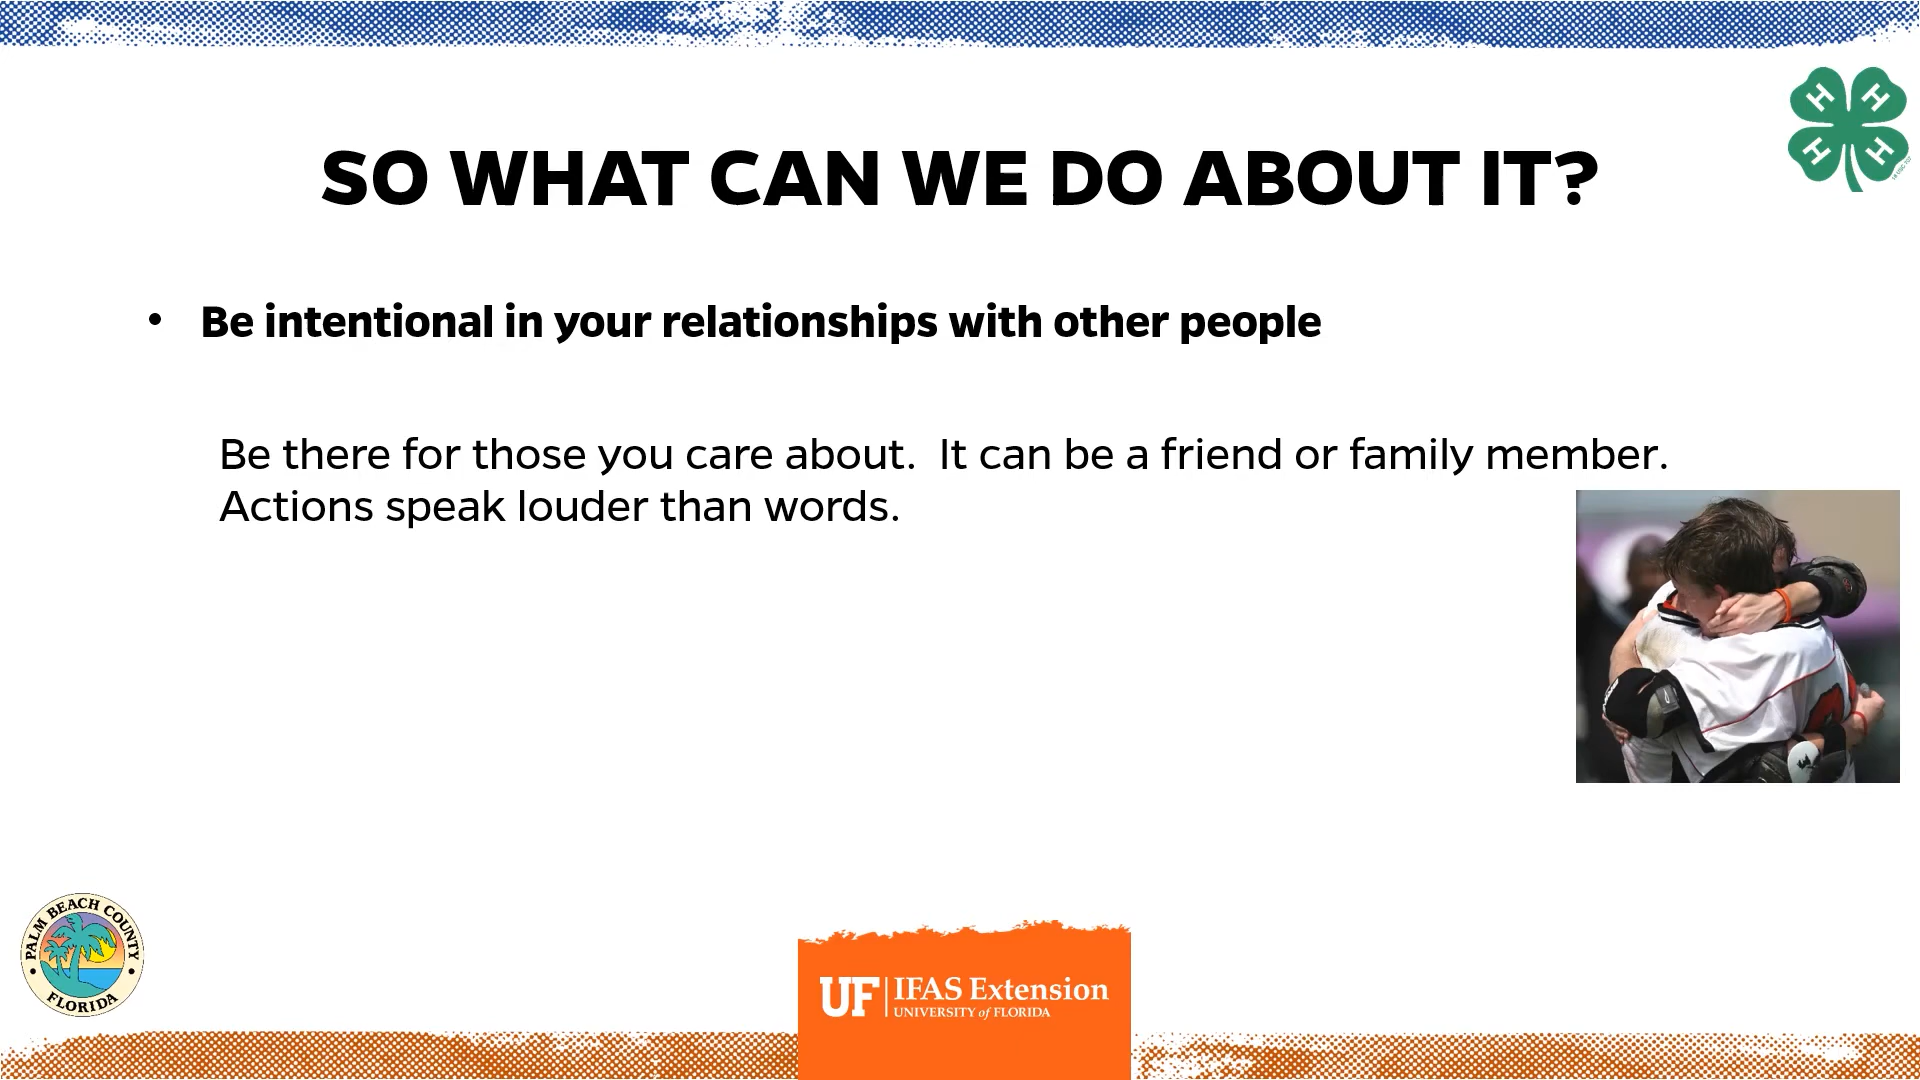 SO WHAT CAN WE DO ABOUT IT?
H H
H H
• Be intentional in your relationships with other people
Be there for those you care about.  It can be a friend or family member.
Actions speak louder than words.
PALM BEACH COUNTY
FLORIDA
UF IFAS Extension
UNIVERSITY of FLORIDA